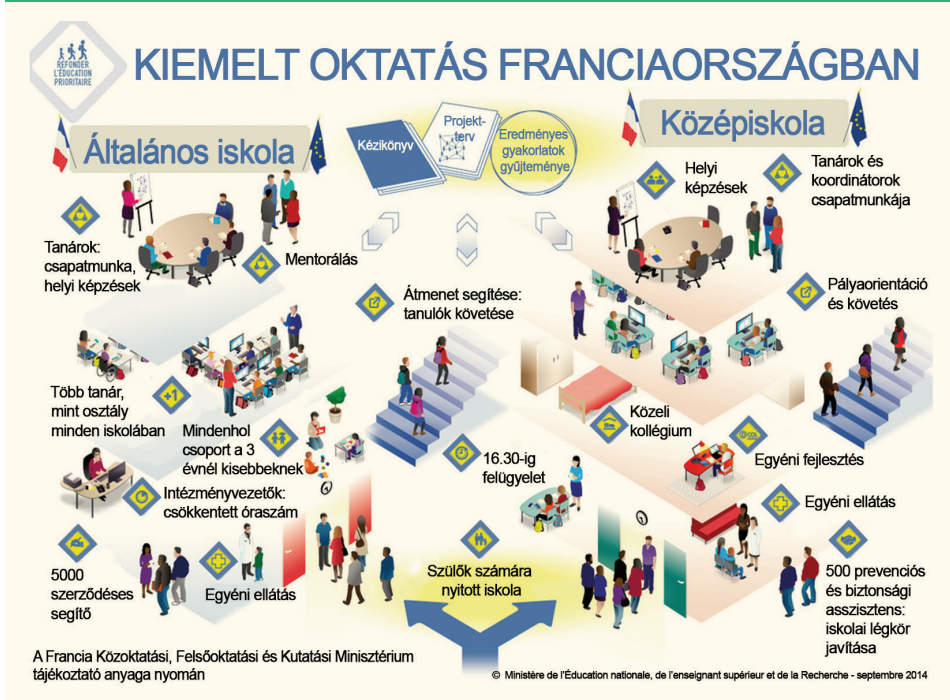 REFONDER
L'ÉDUCATION
PRIORITAIRE
KIEMELT OKTATÁS FRANCIAORSZÁGBAN
Általános iskola
Kézikönyv
Projekt-
terv
Eredményes
gyakorlatok
gyűjteménye
Középiskola
Tanárok:
csapatmunka,
helyi képzések
Mentorálás
Helyi
képzések
Tanárok és
koordinátorok
csapatmunkája
Átmenet segítése:
tanulók követése
Pályaorientáció
és követés
Több tanár,
mint osztály
minden iskolában
+1
Mindenhol
csoport a 3
évnél kisebbeknek
Közeli
kollégium
16.30-ig
felügyelet
Egyéni fejlesztés
Intézményvezetők:
csökkentett óraszám
Egyéni ellátás
5000
szerződéses
segítő
Egyéni ellátás
Szülők számára
nyitott iskola
500 prevenciós
és biztonsági
asszisztens:
iskolai légkör
javítása
A Francia Közoktatási, Felsőoktatási és Kutatási Minisztérium
tájékoztató anyaga nyomán
© Ministère de l'Éducation nationale, de l'enseignant supérieur et de la Recherche - septembre 2014